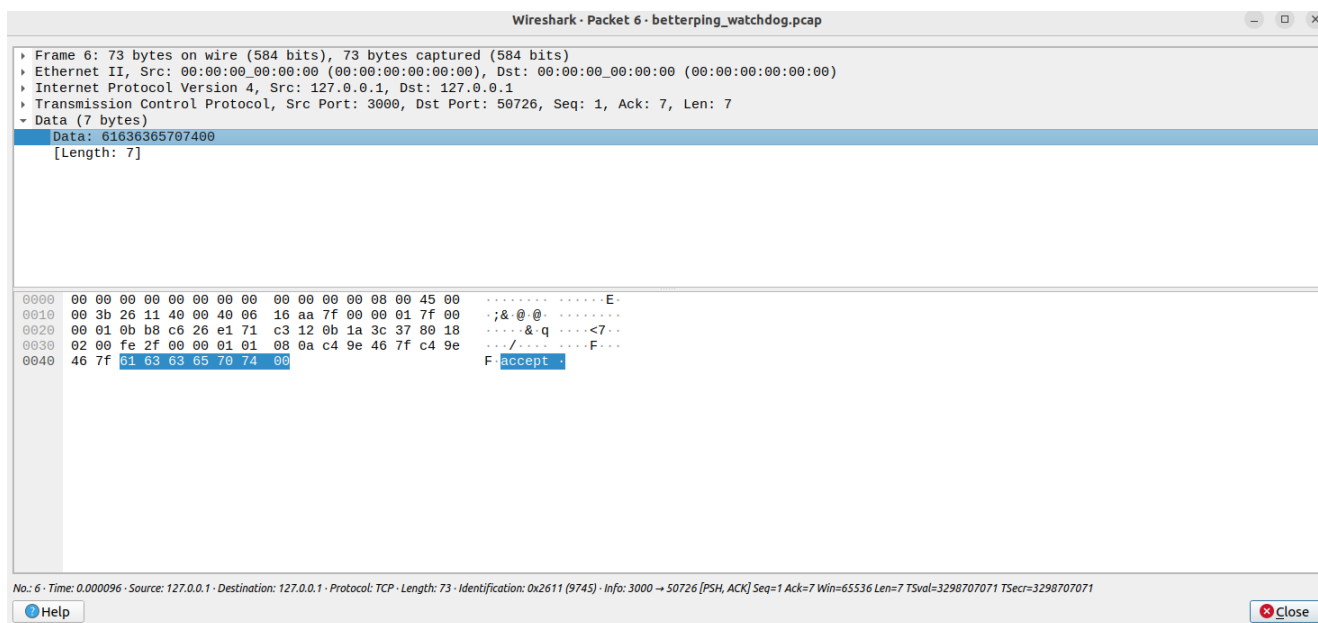 Wireshark · Packet 6 · betterping_watchdog.pcap
Frame 6: 73 bytes on wire (584 bits), 73 bytes captured (584 bits)
Ethernet II, Src: 00:00:00_00:00:00 (00:00:00:00:00:00), Dst: 00:00:00_00:00:00 (00:00:00:00:00:00)
Internet Protocol Version 4, Src: 127.0.0.1, Dst: 127.0.0.1
Transmission Control Protocol, Src Port: 3000, Dst Port: 50726, Seq: 1, Ack: 7, Len: 7
Data (7 bytes)
Data: 61636365707400
[Length: 7]
0000 00 00 00 00 00 00 00 00 00 00 00 00 08 00 45 00 ········ ······E·
0010 00 3b 26 11 40 00 40 06 16 aa 7f 00 00 01 7f 00 ·;&·@·@· ········
0020 00 01 0b b8 c6 26 e1 71 c3 12 0b 1a 3c 37 80 18 ·····&·q ····<7··
0030 02 00 fe 2f 00 00 01 01 08 0a c4 9e 46 7f c4 9e ···/···· ····F···
0040 46 7f 61 63 63 65 70 74 00 F·accept ·
No.: 6 · Time: 0.000096 · Source: 127.0.0.1 · Destination: 127.0.0.1 · Protocol: TCP · Length: 73 · Identification: 0x2611 (9745) · Info: 3000 → 50726 [PSH, ACK] Seq=1 Ack=7 Win=65536 Len=7 TSval=3298707071 TSecr=3298707071
Help
Close